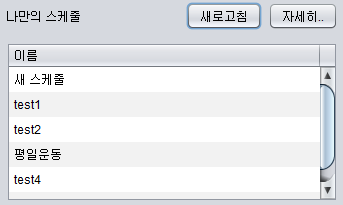 나만의 스케줄 새로고침 자세히..
이름
새 스케줄
test1
test2
평일운동
test4